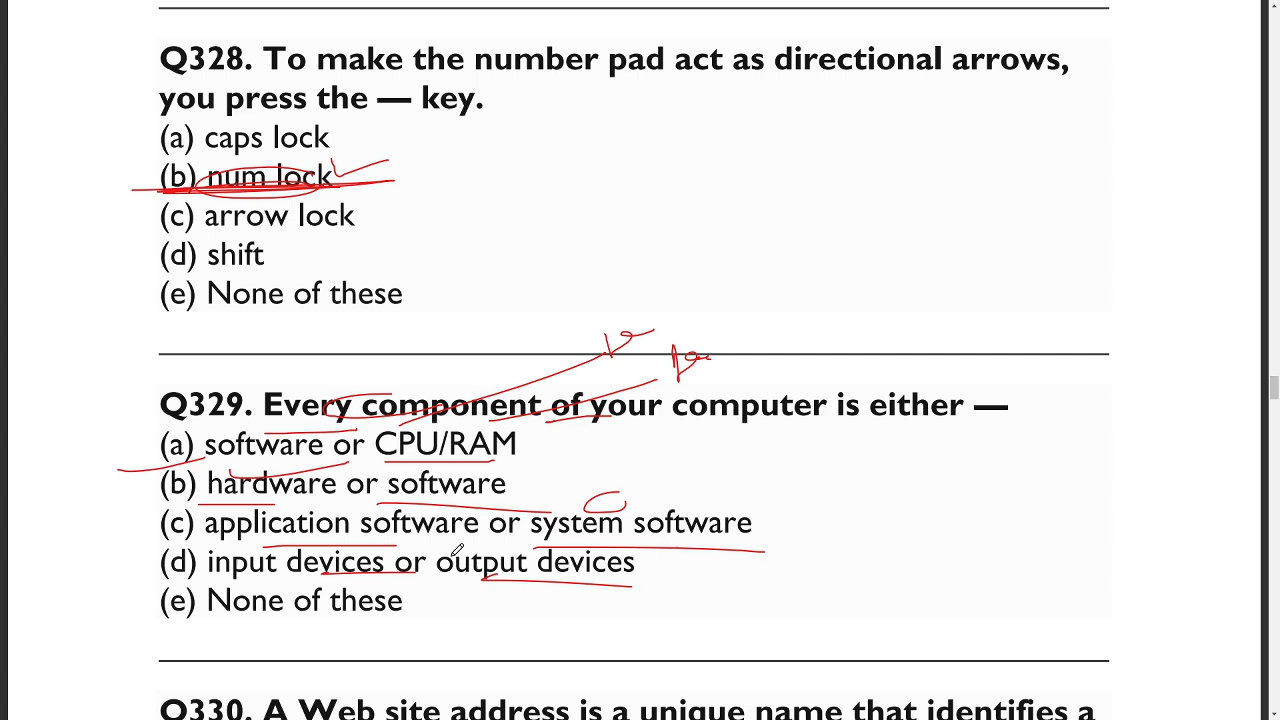 Q328. To make the number pad act as directional arrows,
you press the — key.
(a) caps lock
(b) num lock
(c) arrow lock
(d) shift
(e) None of these
Q329. Every component of your computer is either —
(a) software or CPU/RAM
(b) hardware or software
(c) application software or system software
(d) input devices or output devices
(e) None of these
Q330. A Web site address is a unique name that identifies a